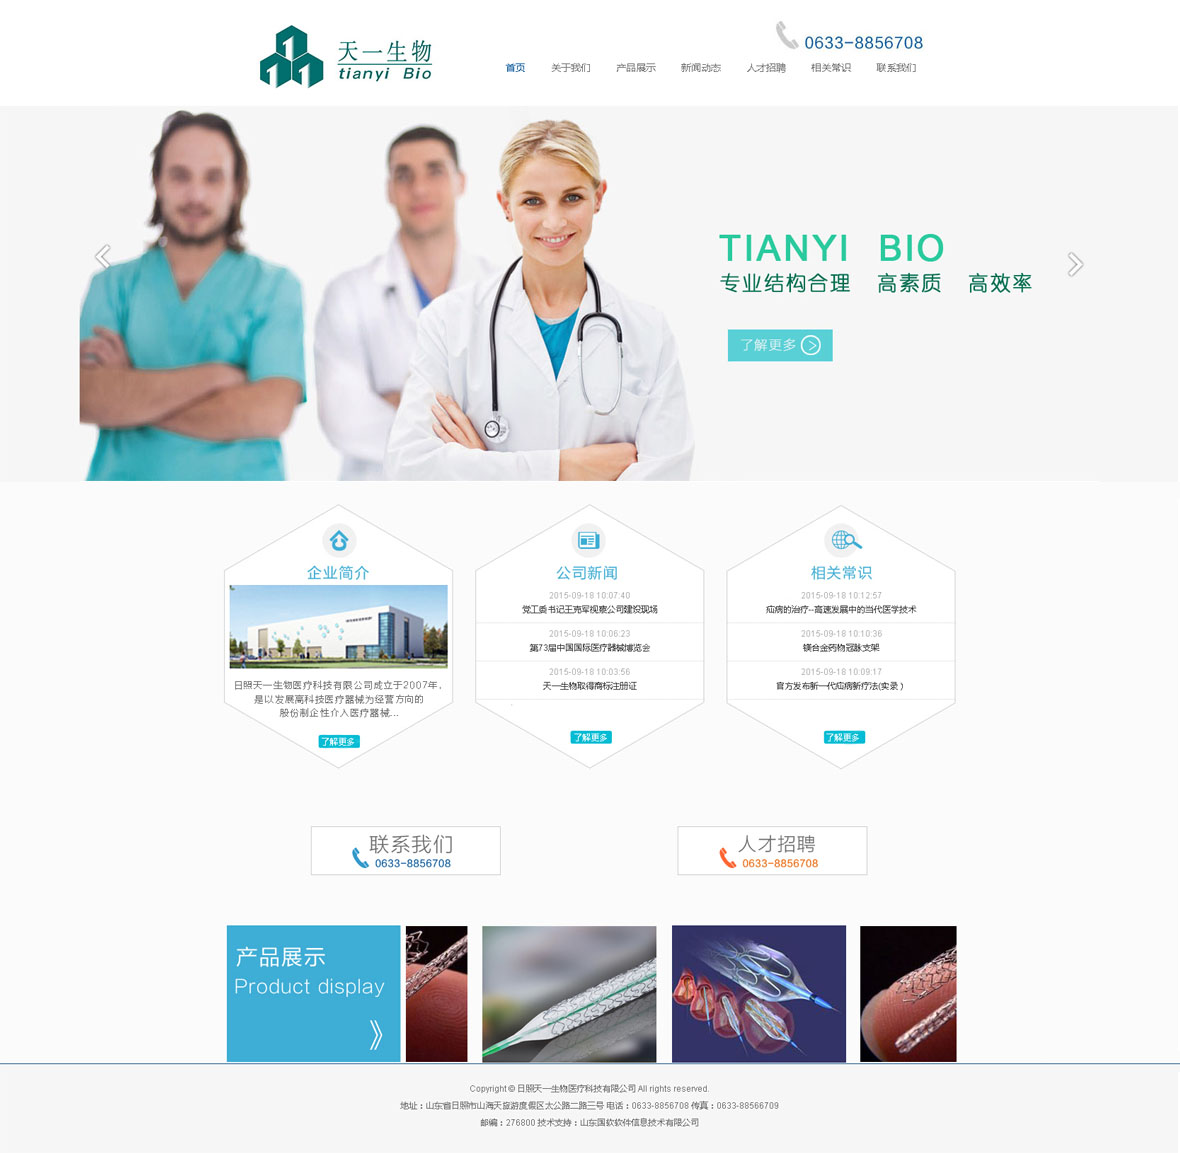 天一生物
tianyi Bio
0633-8856708
首页 关于我们 产品展示 新闻动态 人才招聘 相关常识 联系我们
TIANYI BIO
专业结构合理 高素质 高效率
了解更多
企业简介
日照天一生物医疗科技有限公司成立于2007年，
是以发展高科技医疗器械为经营方向的
股份制企性介入医疗器械...
了解更多
公司新闻
2015-09-18 10:07:40
党工委书记王克军视察公司建设现场
2015-09-18 10:06:23
第73届中国国际医疗器械博览会
2015-09-18 10:03:56
天一生物取得商标注册证
了解更多
相关常识
2015-09-18 10:12:57
疝病的治疗--高速发展中的当代医学技术
2015-09-18 10:10:36
镁合金药物冠脉支架
2015-09-18 10:09:17
官方发布新一代疝病新疗法(实录)
了解更多
联系我们
0633-8856708
人才招聘
0633-8856708
产品展示
Product display
Copyright © 日照天一生物医疗科技有限公司 All rights reserved.
地址：山东省日照市山海天旅游度假区太公路二路三号 电话：0633-8856708 传真：0633-88566709
邮编：276800 技术支持：山东国软软件信息技术有限公司